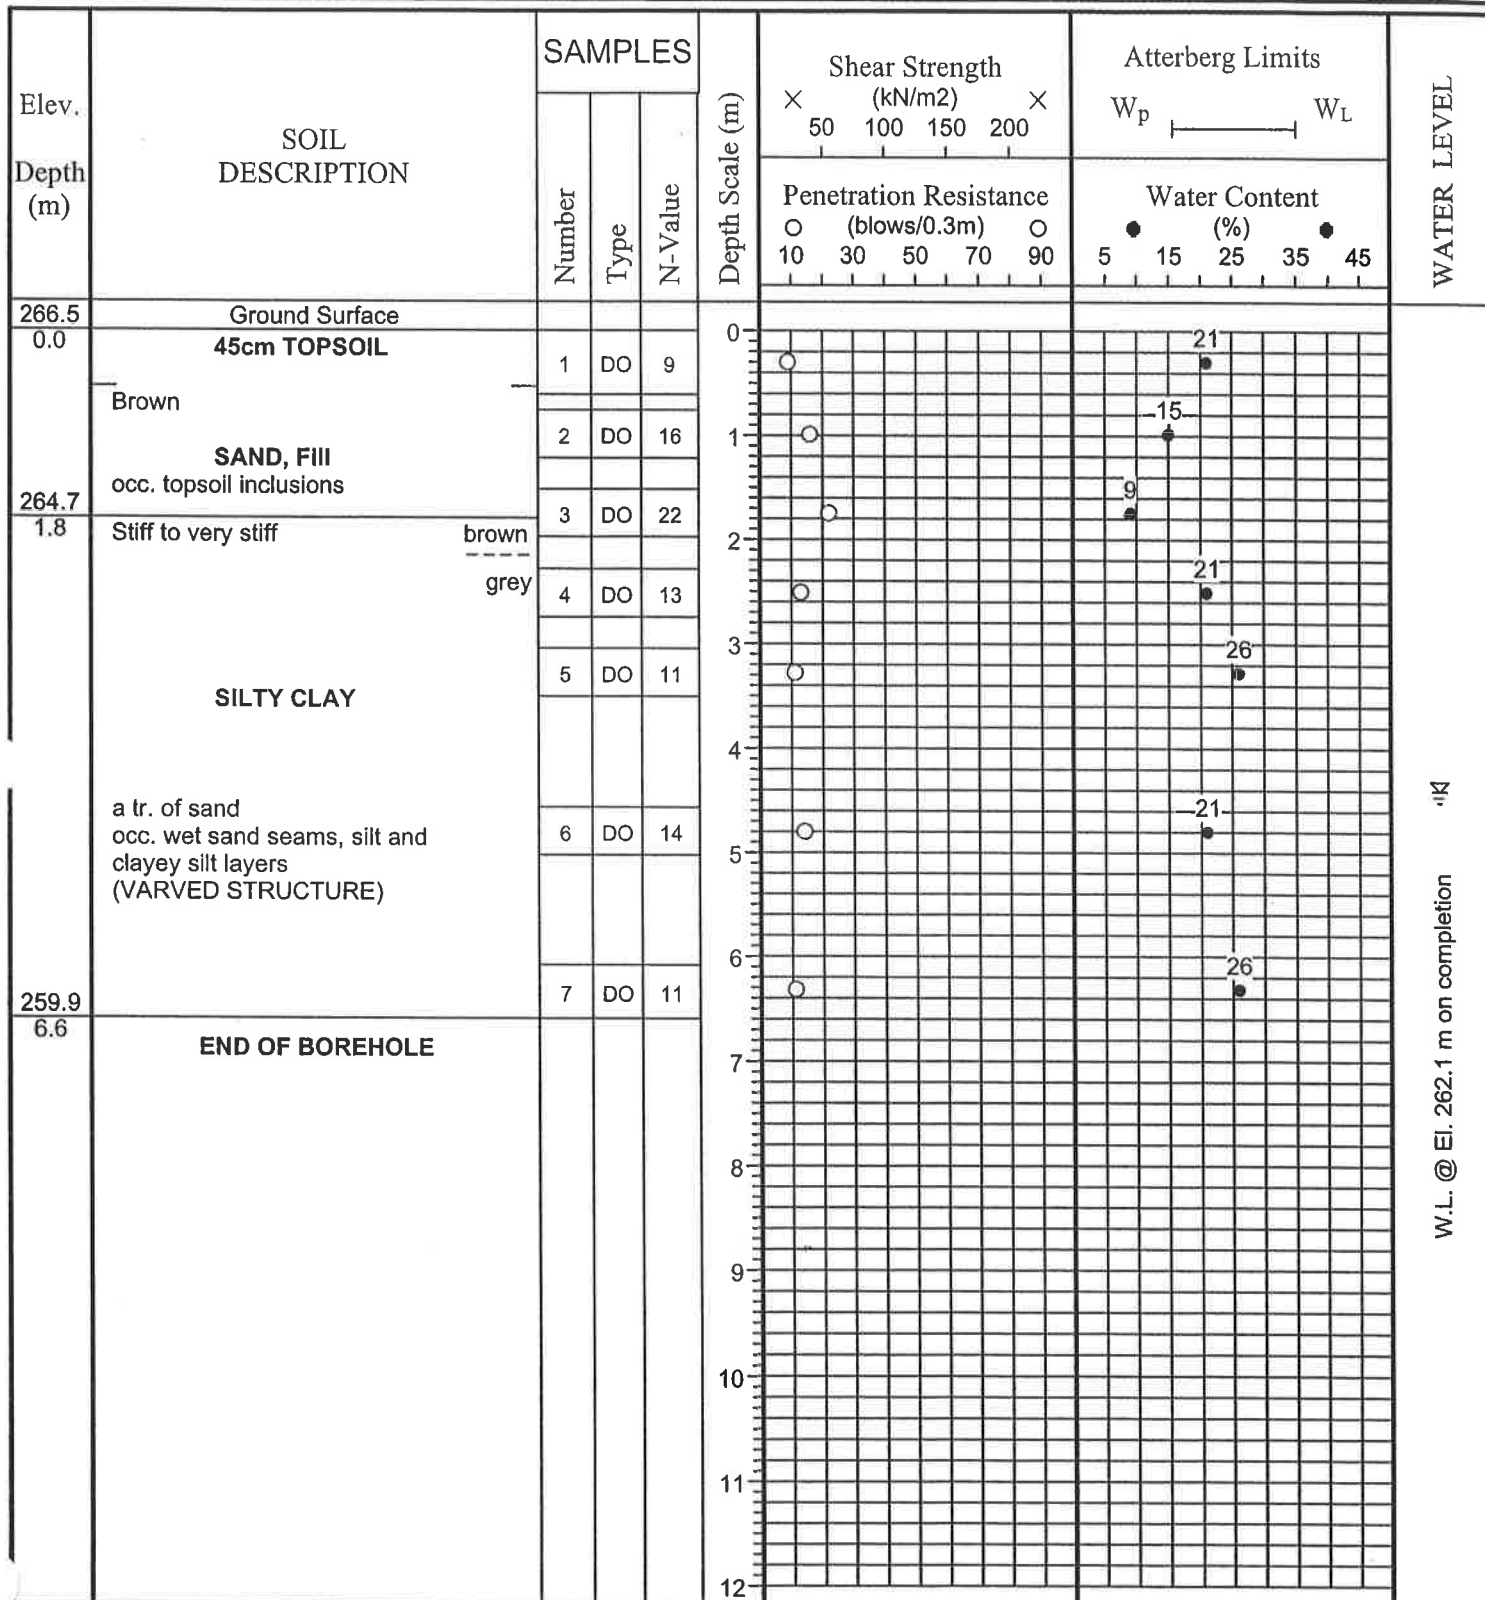 SAMPLES
Elev.
Depth
(m)
SOIL
DESCRIPTION
Number
Type
N-Value
Depth Scale (m)
Shear Strength
× (kN/m2) ×
50 100 150 200
Penetration Resistance
(blows/0.3m)
10 30 50 70 90
Atterberg Limits
Wp WL
Water Content
(%)
5 15 25 35 45
WATER LEVEL
266.5 Ground Surface
0.0 45cm TOPSOIL
1 DO 9
Brown
2 DO 16
SAND, Fill
occ. topsoil inclusions
264.7
1.8 Stiff to very stiff brown
3 DO 22
grey
4 DO 13
5 DO 11
SILTY CLAY
a tr. of sand
occ. wet sand seams, silt and
clayey silt layers
(VARVED STRUCTURE)
6 DO 14
7 DO 11
259.9
6.6
END OF BOREHOLE
0
1
2
3
4
5
6
7
8
9
10
11
12
21
15
9
21
26
21
26
W.L. @ El. 262.1 m on completion